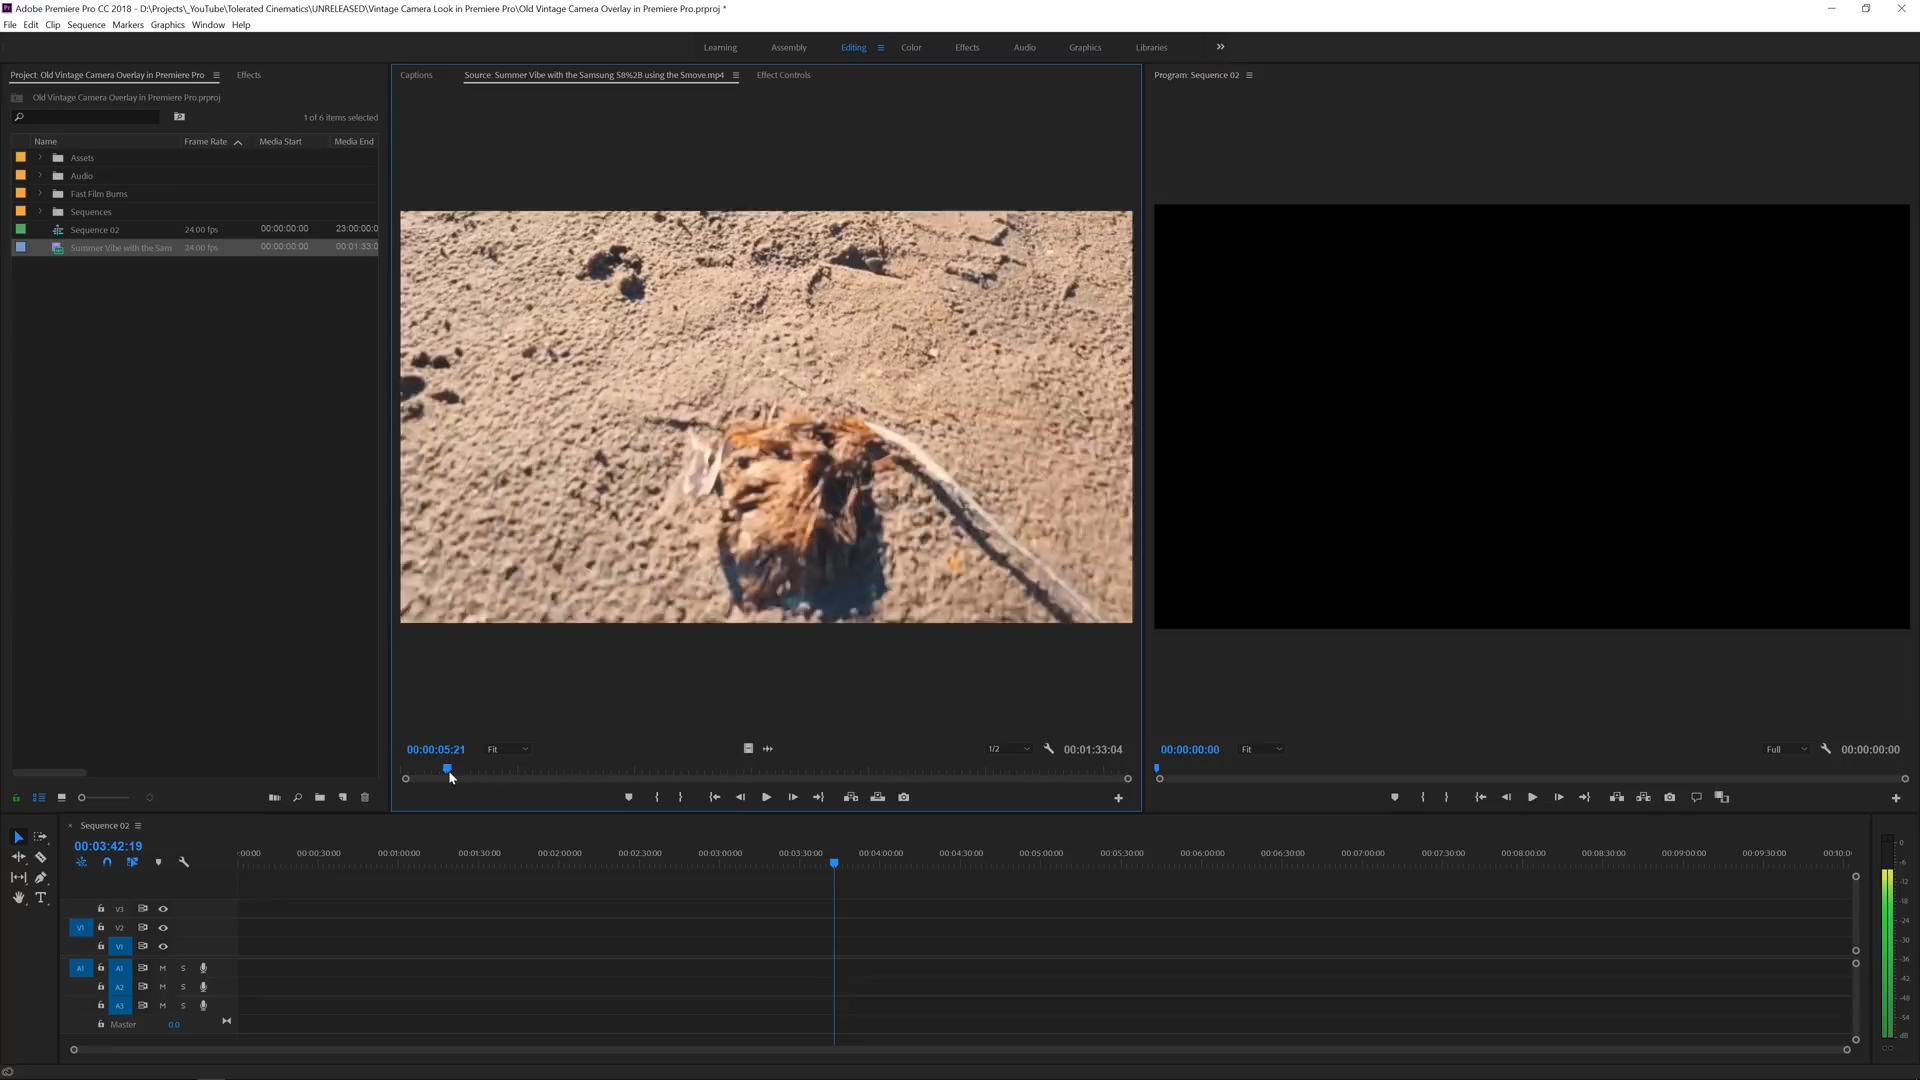 Adobe Premiere Pro CC 2018 - D:\Projects\_YouTube\Tolerated Cinematics\UNRELEASED\Vintage Camera Look in Premiere Pro\Old Vintage Camera Overlay in Premiere Pro.prproj *
File Edit Clip Sequence Markers Graphics Window Help
Learning Assembly Editing Color Effects Audio Graphics Libraries
Project: Old Vintage Camera Overlay in Premiere Pro Effects
Captions Source: Summer Vibe with the Samsung S8%2B using the Smove.mp4 Effect Controls
Program: Sequence 02
Old Vintage Camera Overlay in Premiere Pro.prproj
1 of 6 items selected
Name Frame Rate Media Start Media End
Assets
Audio
Fast Film Burns
Sequences
Sequence 02 24.00 fps 00:00:00:00 23:00:00:0
Summer Vibe with the Sam 24.00 fps 00:00:00:00 00:01:33:0
00:00:05:21 Fit 1/2 00:01:33:04
00:00:00:00 Fit Full 00:00:00:00
Sequence 02
00:03:42:19
:00:00 00:00:30:00 00:01:00:00 00:01:30:00 00:02:00:00 00:02:30:00 00:03:00:00 00:03:30:00 00:04:00:00 00:04:30:00 00:05:00:00 00:05:30:00 00:06:00:00 00:06:30:00 00:07:00:00 00:07:30:00 00:08:00:00 00:08:30:00 00:09:00:00 00:09:30:00 00:10:0
V3
V1 V2
V1
A1 A1 M S
A2 M S
A3 M S
Master 0.0
0
-6
-12
-18
-24
-30
-36
-42
-48
-54
dB